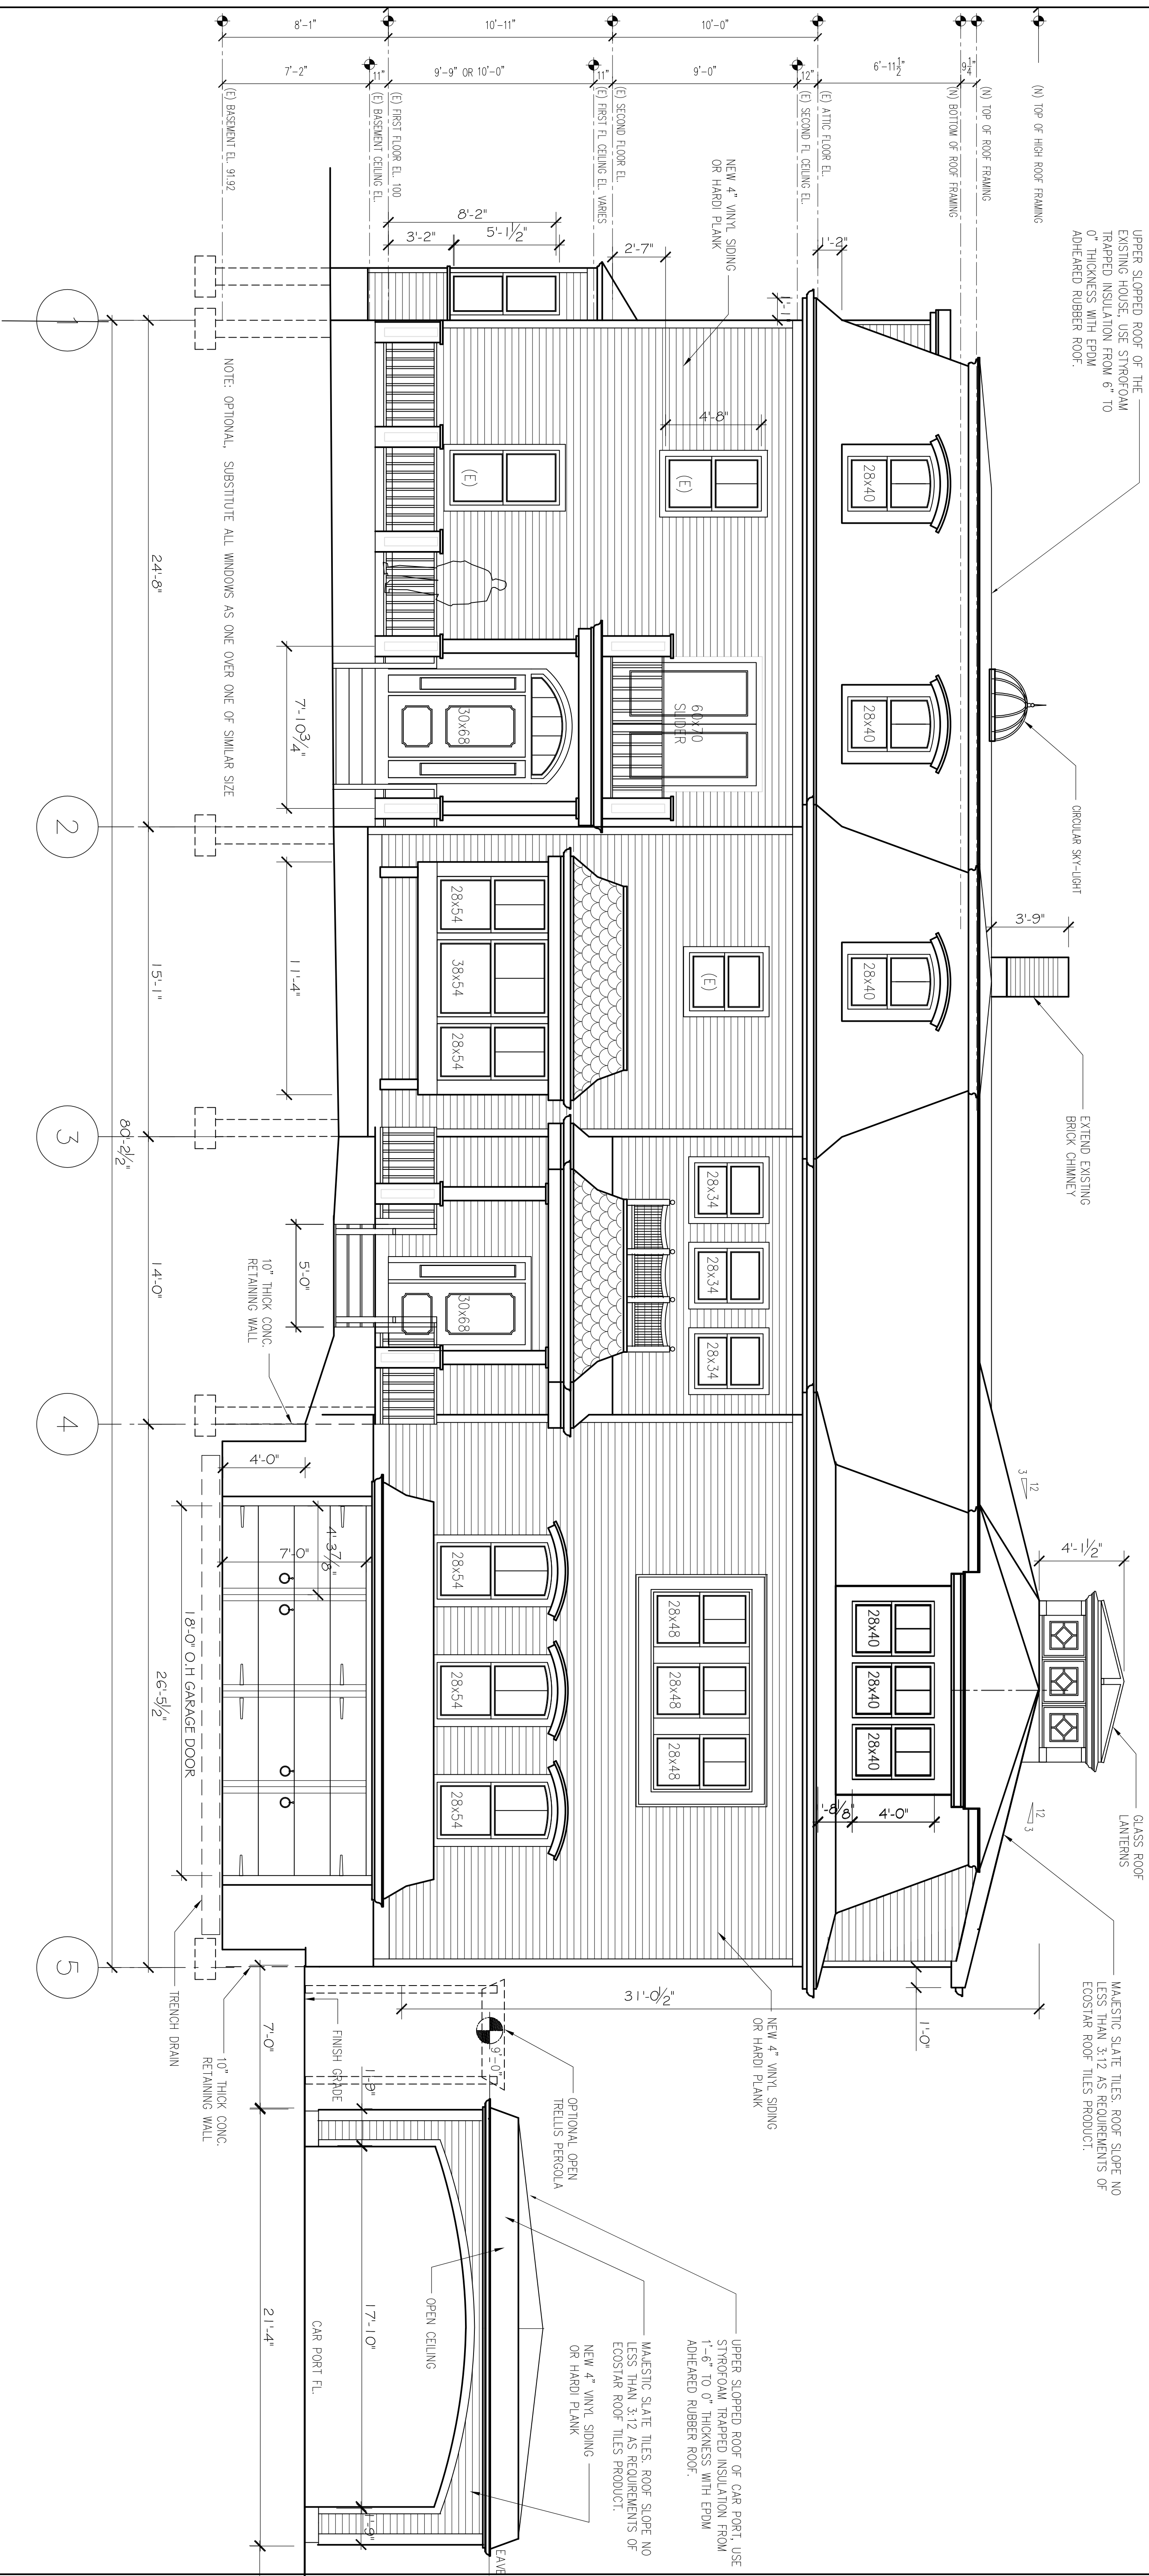 UPPER SLOPPED ROOF OF THE
EXISTING HOUSE, USE STYROFOAM
TRAPPED INSULATION FROM 6" TO
0" THICKNESS WITH EPDM
ADHEARED RUBBER ROOF.
CIRCULAR SKY-LIGHT
3'-9"
EXTEND EXISTING
BRICK CHIMNEY
12
3
4'-1 1/2"
12
3
GLASS ROOF
LANTERNS
MAJESTIC SLATE TILES. ROOF SLOPE NO
LESS THAN 3:12 AS REQUIREMENTS OF
ECOSTAR ROOF TILES PRODUCT.
(N) TOP OF HIGH ROOF FRAMING
(N) TOP OF ROOF FRAMING
9 1/4"
(N) BOTTOM OF ROOF FRAMING
6'-11 1/2"
(E) ATTIC FLOOR EL.
12"
(E) SECOND FL CEILING EL.
10'-0"
9'-0"
(E) SECOND FLOOR EL.
11"
(E) FIRST FL CEILING EL. VARIES
10'-11"
9'-9" OR 10'-0"
(E) FIRST FLOOR EL. 100
11"
(E) BASEMENT CEILING EL.
8'-1"
7'-2"
(E) BASEMENT EL. 91.92
28x40
28x40
28x40
28x40
28x40
28x40
4'-0"
1'-0"
1'-2"
1'-1"
NEW 4" VINYL SIDING
OR HARDI PLANK
2'-7"
4'-8"
(E)
60x70
SLIDER
(E)
28x34
28x34
28x34
28x48
28x48
28x48
NEW 4" VINYL SIDING
OR HARDI PLANK
31'-0 1/2"
8'-2"
5'-1 1/2"
3'-2"
(E)
30x68
28x54
38x54
28x54
30x68
28x54
28x54
28x54
9'-0"
OPTIONAL OPEN
TRELLIS PERGOLA
UPPER SLOPPED ROOF OF CAR PORT, USE
STYROFOAM TRAPPED INSULATION FROM
1'-6" TO 0" THICKNESS WITH EPDM
ADHEARED RUBBER ROOF.
MAJESTIC SLATE TILES. ROOF SLOPE NO
LESS THAN 3:12 AS REQUIREMENTS OF
ECOSTAR ROOF TILES PRODUCT.
NEW 4" VINYL SIDING
OR HARDI PLANK
EAVE
OPEN CEILING
1'-9"
17'-10"
1'-9"
CAR PORT FL.
FINISH GRADE
7'-0"
21'-4"
10" THICK CONC.
RETAINING WALL
NOTE: OPTIONAL, SUBSTITUTE ALL WINDOWS AS ONE OVER ONE OF SIMILAR SIZE
7'-10 3/4"
11'-4"
5'-0"
10" THICK CONC.
RETAINING WALL
4'-0"
7'-0"
4'-3 7/8"
18'-0" O.H GARAGE DOOR
TRENCH DRAIN
24'-8"
15'-1"
14'-0"
26'-5 1/2"
80'-2 1/2"
1
2
3
4
5